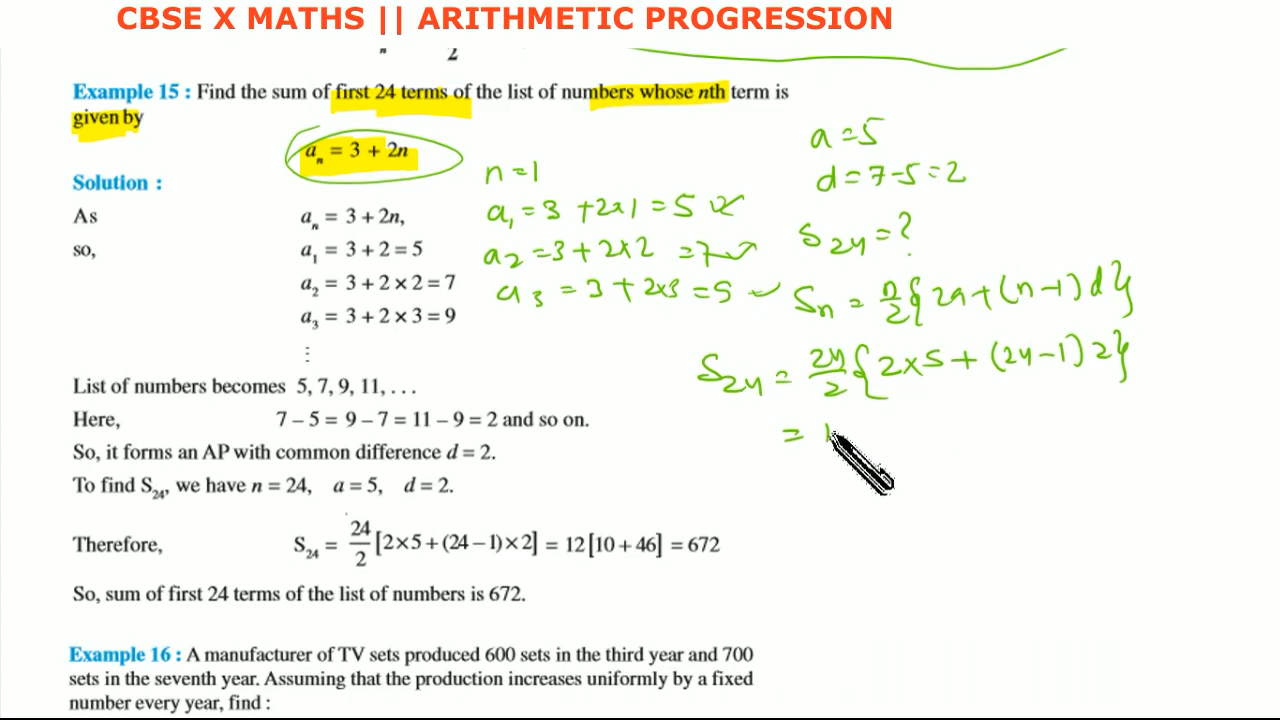 CBSE X MATHS || ARITHMETIC PROGRESSION
n 2
Example 15 : Find the sum of first 24 terms of the list of numbers whose nth term is
given by
aₙ = 3 + 2n
Solution :
As aₙ = 3 + 2n,
so, a₁ = 3 + 2 = 5
a₂ = 3 + 2 × 2 = 7
a₃ = 3 + 2 × 3 = 9
⋮
List of numbers becomes 5, 7, 9, 11, . . .
Here, 7 – 5 = 9 – 7 = 11 – 9 = 2 and so on.
So, it forms an AP with common difference d = 2.
To find S₂₄, we have n = 24, a = 5, d = 2.
Therefore, S₂₄ = 24/2 [2×5+(24–1)×2] = 12[10+46] = 672
So, sum of first 24 terms of the list of numbers is 672.
Example 16 : A manufacturer of TV sets produced 600 sets in the third year and 700
sets in the seventh year. Assuming that the production increases uniformly by a fixed
number every year, find :
n = 1
a₁ = 3 + 2×1 = 5
a₂ = 3 + 2×2 = 7
a₃ = 3 + 2×3 = 9
a = 5
d = 7-5 = 2
S₂₄ = ?
Sₙ = n/2 {2a + (n-1) d}
S₂₄ = 24/2 {2×5 + (24-1) 2}
= 1